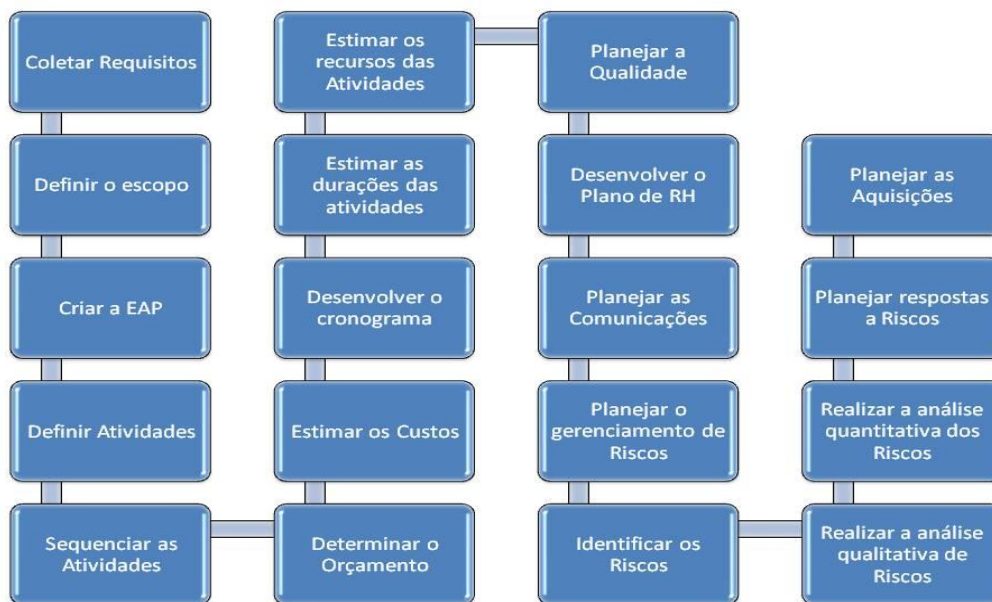 Coletar Requisitos
Definir o escopo
Criar a EAP
Definir Atividades
Sequenciar as
Atividades
Determinar o
Orçamento
Estimar os Custos
Desenvolver o
cronograma
Estimar as
durações das
atividades
Estimar os
recursos das
Atividades
Planejar a
Qualidade
Desenvolver o
Plano de RH
Planejar as
Comunicações
Planejar o
gerenciamento de
Riscos
Identificar os
Riscos
Realizar a análise
qualitativa de
Riscos
Realizar a análise
quantitativa dos
Riscos
Planejar respostas
a Riscos
Planejar as
Aquisições